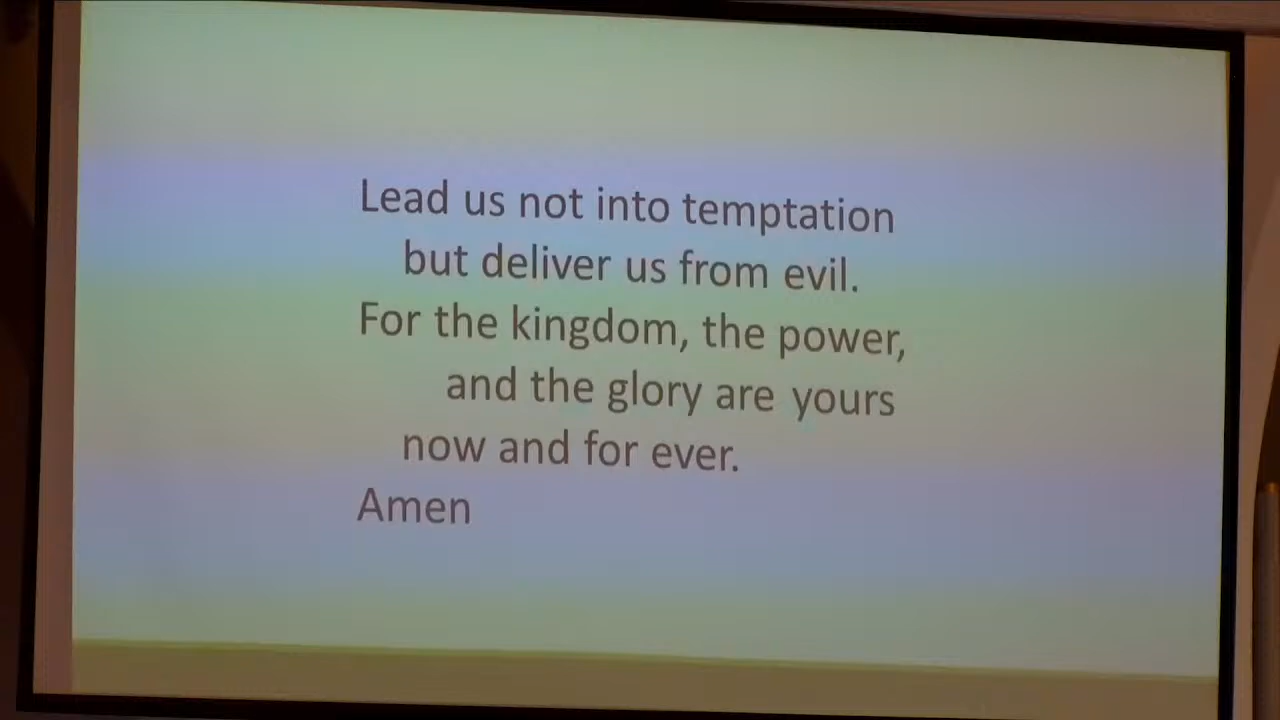 Lead us not into temptation
but deliver us from evil.
For the kingdom, the power,
and the glory are yours
now and for ever.
Amen